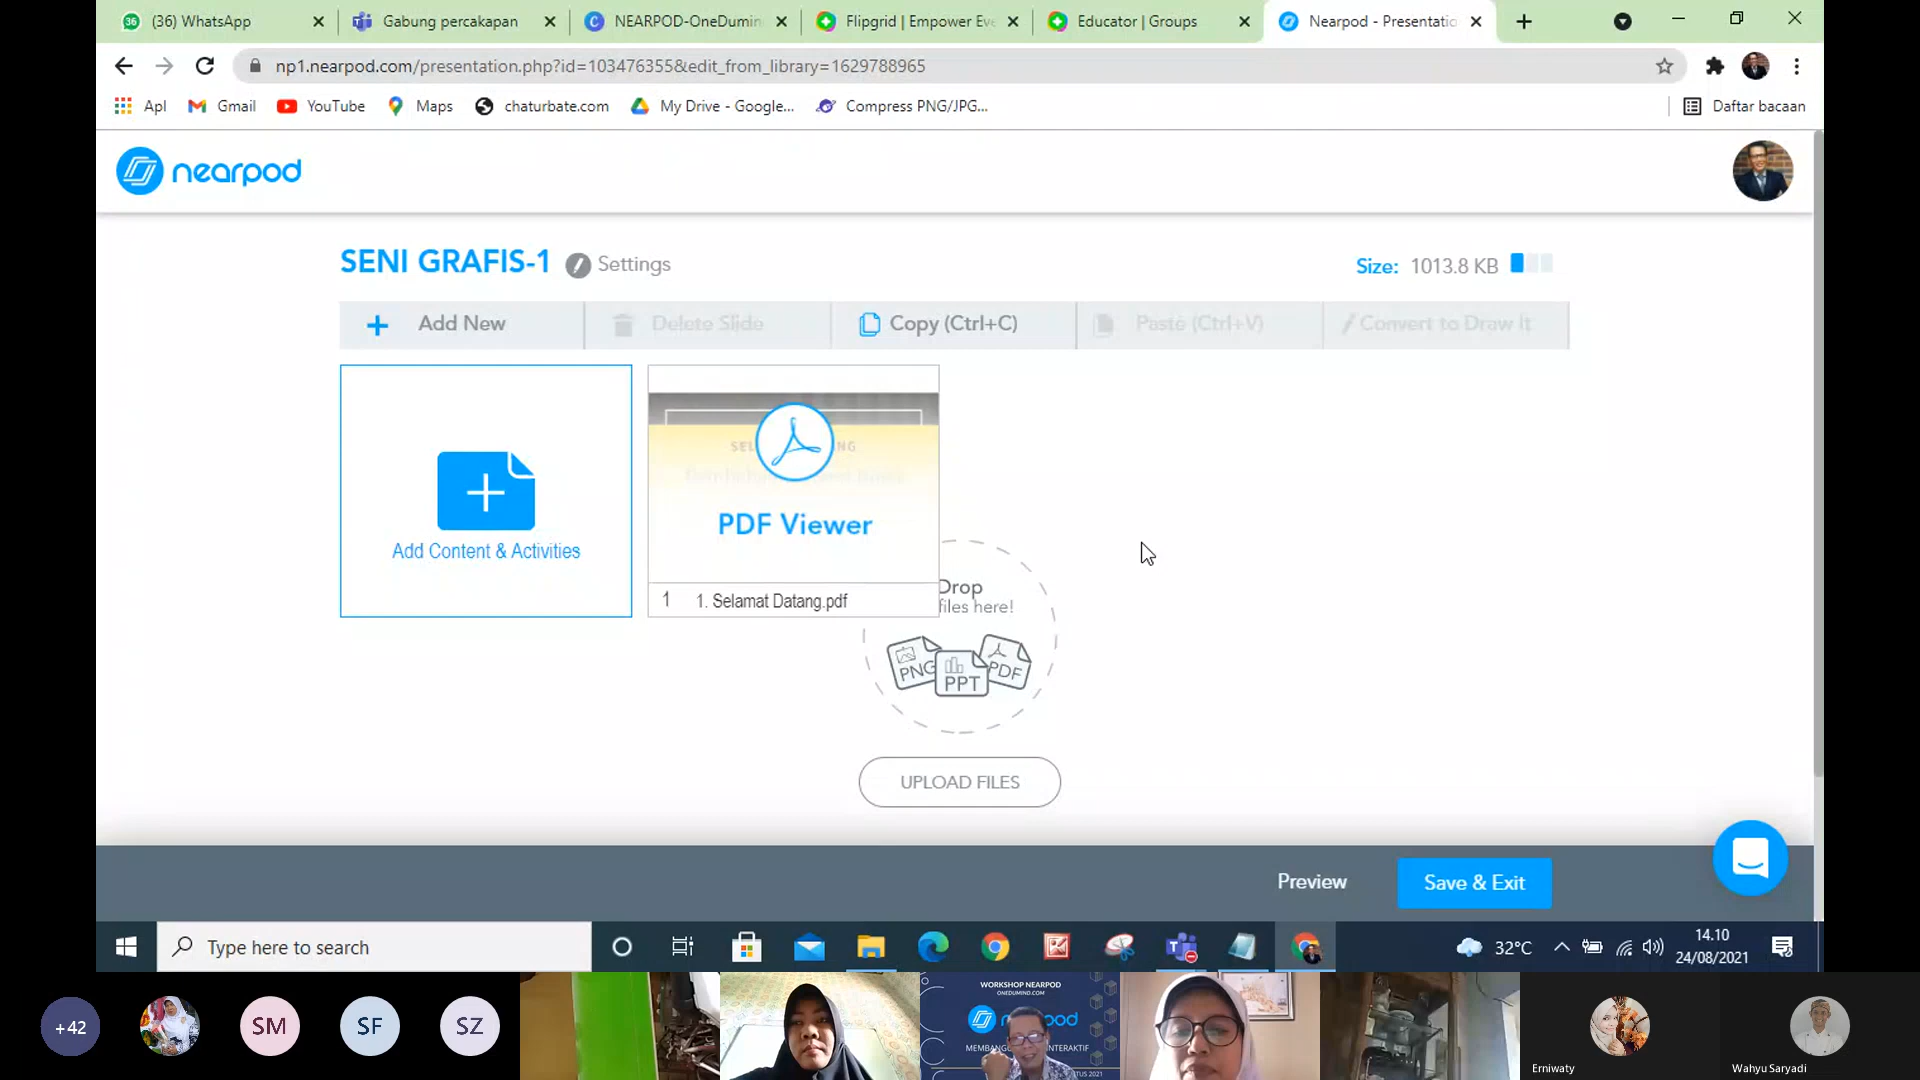 (36) WhatsApp
Gabung percakapan
NEARPOD-OneDumin
Flipgrid | Empower Eve
Educator | Groups
Nearpod - Presentatio
np1.nearpod.com/presentation.php?id=103476355&edit_from_library=1629788965
Apl
Gmail
YouTube
Maps
chaturbate.com
My Drive - Google...
Compress PNG/JPG...
Daftar bacaan
nearpod
SENI GRAFIS-1
Settings
Size: 1013.8 KB
Add New
Delete Slide
Copy (Ctrl+C)
Paste (Ctrl+V)
Convert to Draw It
Add Content & Activities
PDF Viewer
1 1. Selamat Datang.pdf
Drop
files here!
PNG
PPT
PDF
UPLOAD FILES
Preview
Save & Exit
Type here to search
32°C
14.10
24/08/2021
+42
SM
SF
SZ
WORKSHOP NEARPOD
ONEDUMIND.COM
Erniwaty
Wahyu Saryadi